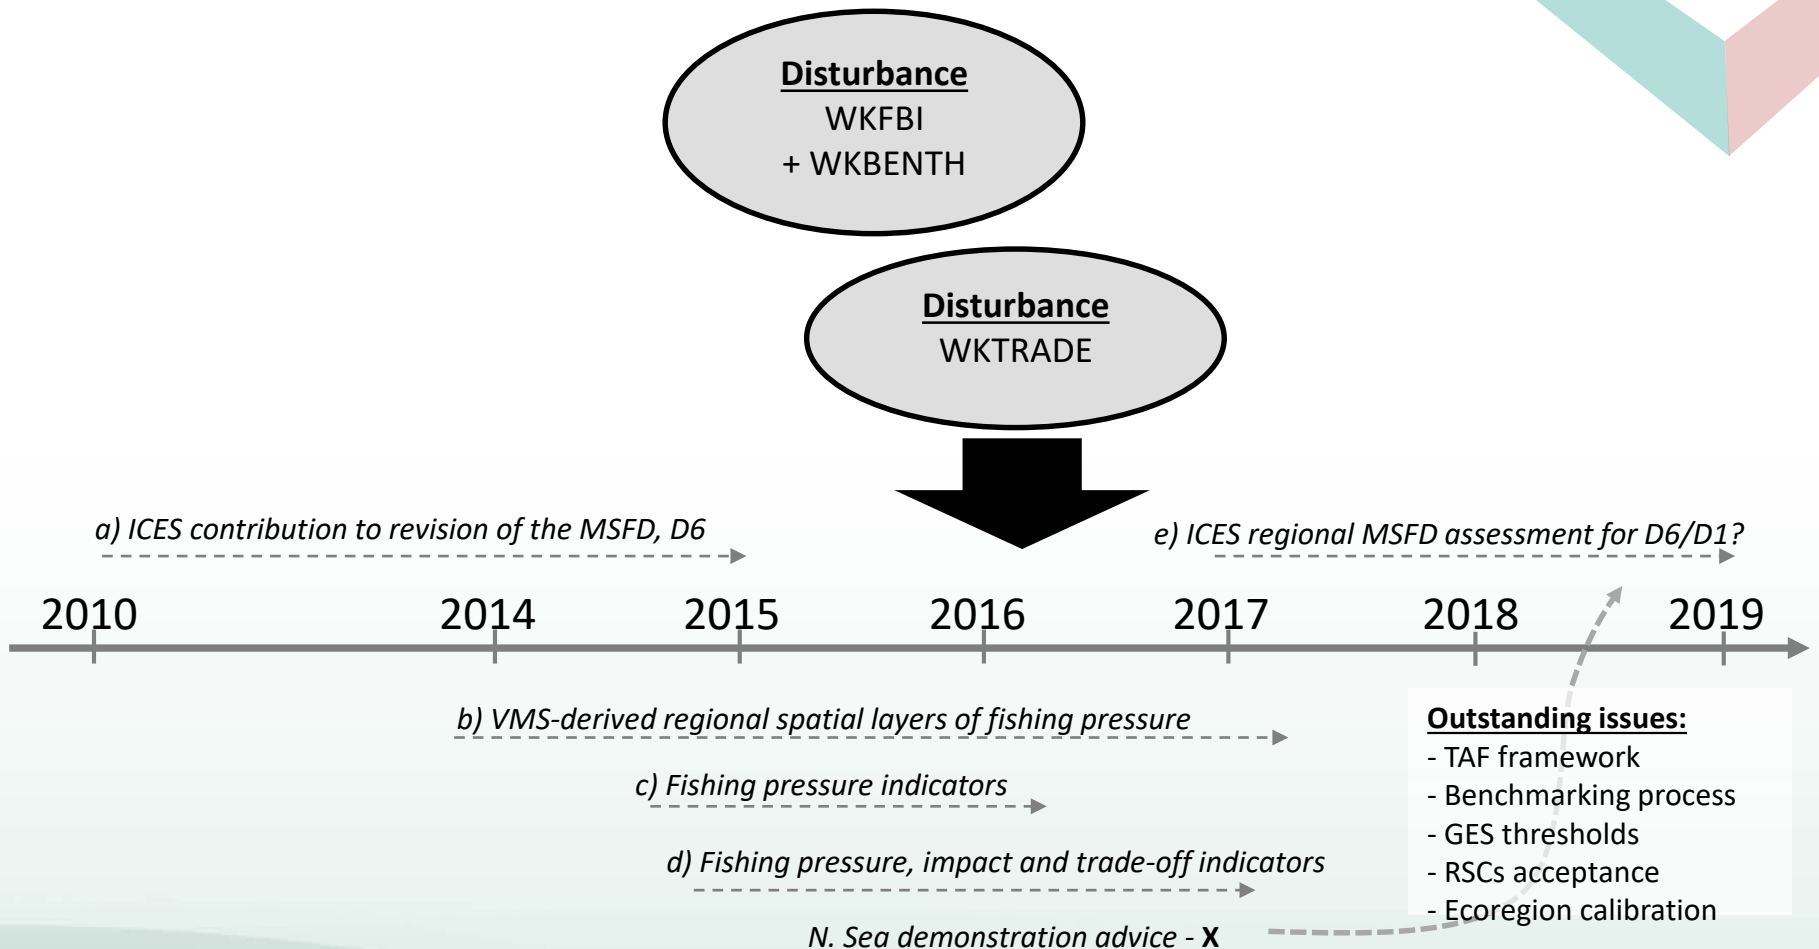 Disturbance
WKFBI
+ WKBENTH
Disturbance
WKTRADE
a) ICES contribution to revision of the MSFD, D6
e) ICES regional MSFD assessment for D6/D1?
2010 2014 2015 2016 2017 2018 2019
b) VMS-derived regional spatial layers of fishing pressure
c) Fishing pressure indicators
d) Fishing pressure, impact and trade-off indicators
N. Sea demonstration advice - X
Outstanding issues:
- TAF framework
- Benchmarking process
- GES thresholds
- RSCs acceptance
- Ecoregion calibration